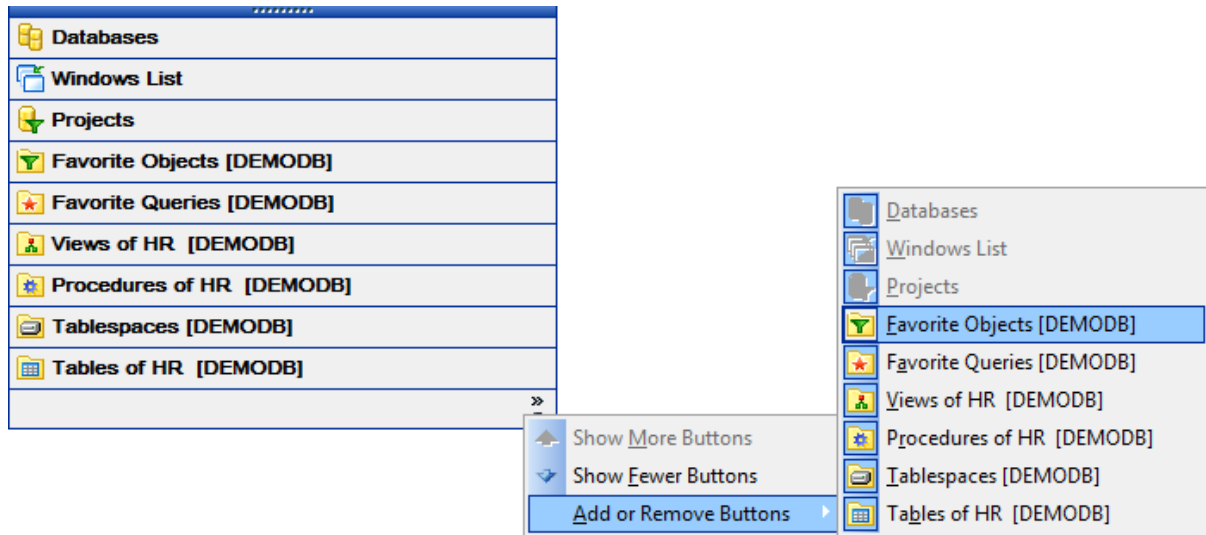 Databases
Windows List
Projects
Favorite Objects [DEMODB]
Favorite Queries [DEMODB]
Views of HR [DEMODB]
Procedures of HR [DEMODB]
Tablespaces [DEMODB]
Tables of HR [DEMODB]
Show More Buttons
Show Fewer Buttons
Add or Remove Buttons
Databases
Windows List
Projects
Favorite Objects [DEMODB]
Favorite Queries [DEMODB]
Views of HR [DEMODB]
Procedures of HR [DEMODB]
Tablespaces [DEMODB]
Tables of HR [DEMODB]